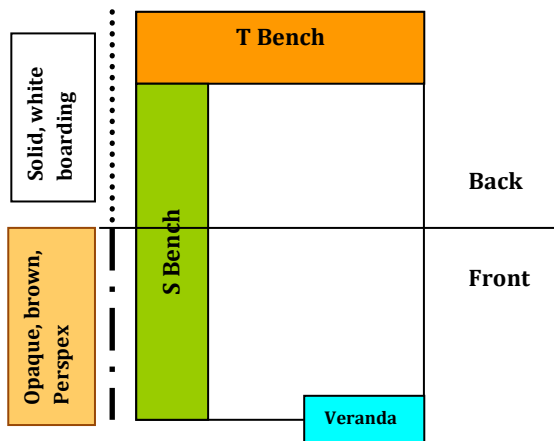 T Bench
Solid, white
boarding
Back
S Bench
Front
Opaque, brown,
Perspex
Veranda